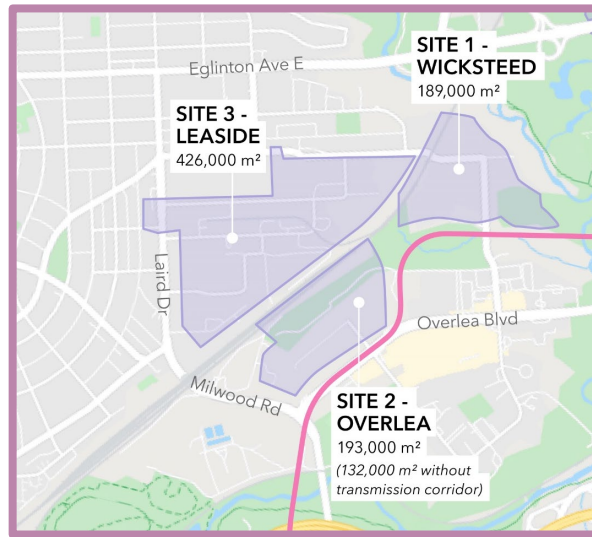 SITE 1 -
WICKSTEED
189,000 m²
Eglinton Ave E
SITE 3 -
LEASIDE
426,000 m²
Laird Dr
Overlea Blvd
Milwood Rd
SITE 2 -
OVERLEA
193,000 m²
(132,000 m² without
transmission corridor)